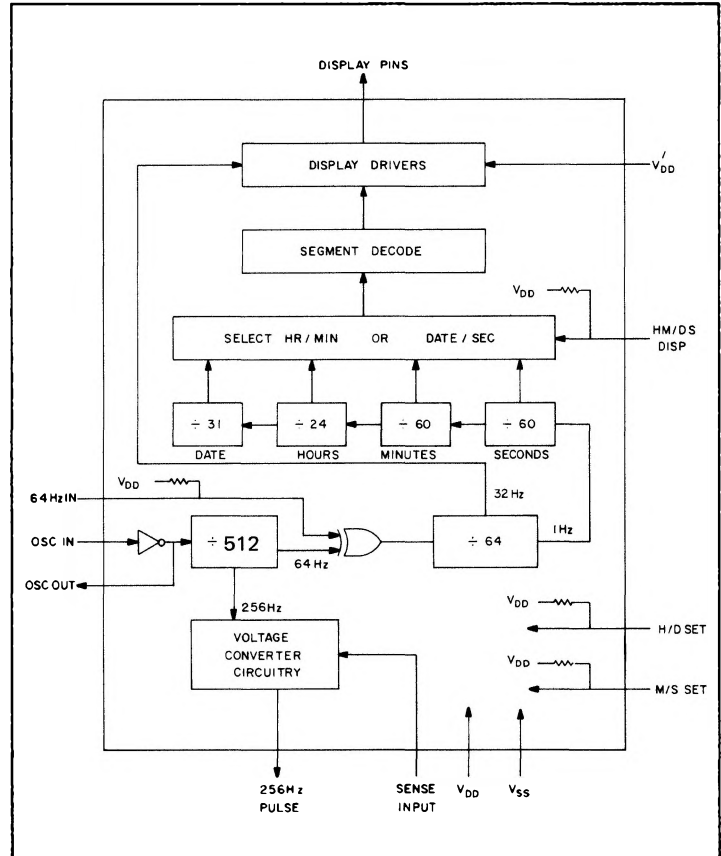 DISPLAY PINS
DISPLAY DRIVERS
V'DD
SEGMENT DECODE
VDD
SELECT HR/MIN OR DATE/SEC
HM/DS
DISP
÷ 31
÷ 24
÷ 60
÷ 60
DATE
HOURS
MINUTES
SECONDS
VDD
32 Hz
64 Hz IN
1 Hz
OSC IN
÷ 512
÷ 64
64 Hz
OSC OUT
256Hz
VDD
H/D SET
VOLTAGE
CONVERTER
CIRCUITRY
VDD
M/S SET
256Hz
PULSE
SENSE
INPUT
VDD
VSS